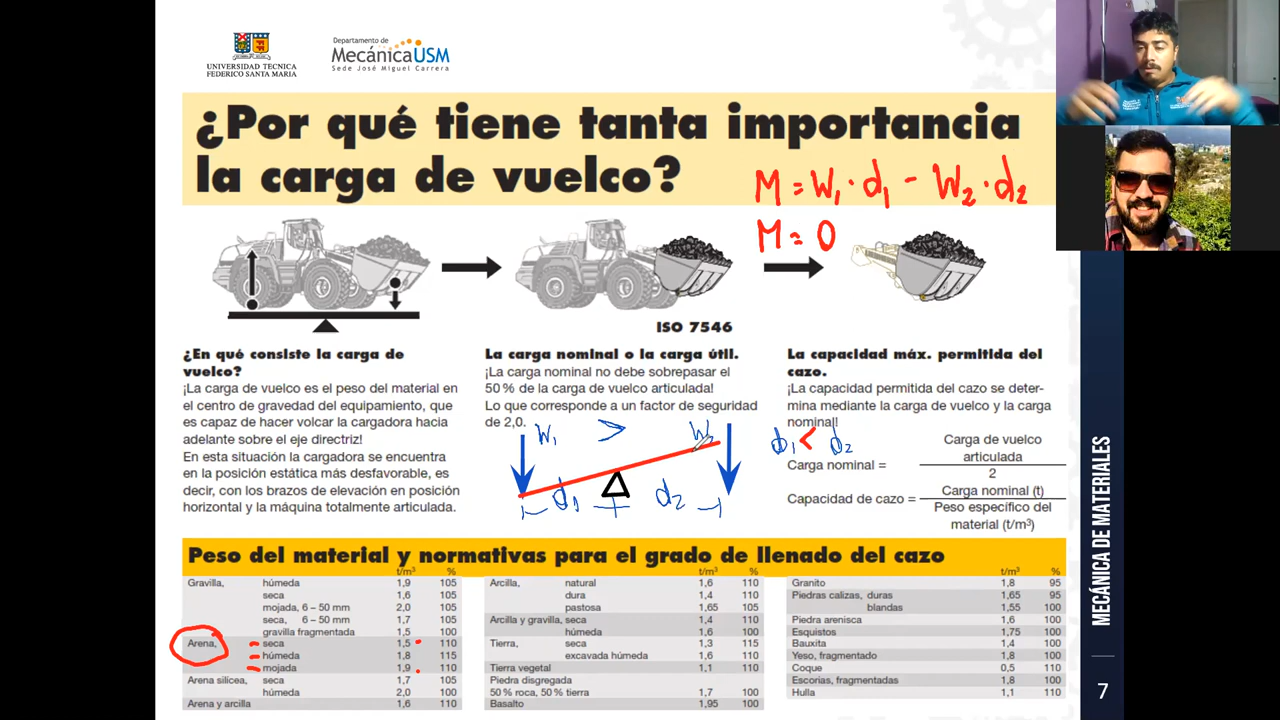 UNIVERSIDAD TECNICA
FEDERICO SANTA MARIA
Departamento de
MecánicaUSM
Sede José Miguel Carrera
¿Por qué tiene tanta importancia
la carga de vuelco?
M = W1 · d1 - W2 · d2
M = 0
ISO 7546
¿En qué consiste la carga de
vuelco?
¡La carga de vuelco es el peso del material en
el centro de gravedad del equipamiento, que
es capaz de hacer volcar la cargadora hacia
adelante sobre el eje directriz!
En esta situación la cargadora se encuentra
en la posición estática más desfavorable, es
decir, con los brazos de elevación en posición
horizontal y la máquina totalmente articulada.
La carga nominal o la carga útil.
¡La carga nominal no debe sobrepasar el
50 % de la carga de vuelco articulada!
Lo que corresponde a un factor de seguridad
de 2,0.
W1 > W2
d1 d2
La capacidad máx. permitida del
cazo.
¡La capacidad permitida del cazo se deter-
mina mediante la carga de vuelco y la carga
nominal!
d1 < d2
Carga nominal = Carga de vuelco
articulada
2
Capacidad de cazo = Carga nominal (t)
Peso específico del
material (t/m³)
Peso del material y normativas para el grado de llenado del cazo
t/m³ %
Gravilla, húmeda 1,9 105
seca 1,6 105
mojada, 6 – 50 mm 2,0 105
seca, 6 – 50 mm 1,7 105
gravilla fragmentada 1,5 100
Arena, seca 1,5 110
húmeda 1,8 115
mojada 1,9 110
Arena silícea, seca 1,7 105
húmeda 2,0 100
Arena y arcilla 1,6 110
t/m³ %
Arcilla, natural 1,6 110
dura 1,4 110
pastosa 1,65 105
Arcilla y gravilla, seca 1,4 110
húmeda 1,6 100
Tierra, seca 1,3 115
excavada húmeda 1,6 110
Tierra vegetal 1,1 110
Piedra disgregada
50 % roca, 50 % tierra 1,7 100
Basalto 1,95 100
t/m³ %
Granito 1,8 95
Piedras calizas, duras 1,65 95
blandas 1,55 100
Piedra arenisca 1,6 100
Esquistos 1,75 100
Bauxita 1,4 100
Yeso, fragmentado 1,8 100
Coque 0,5 110
Escorias, fragmentadas 1,8 100
Hulla 1,1 110
MECÁNICA DE MATERIALES
7